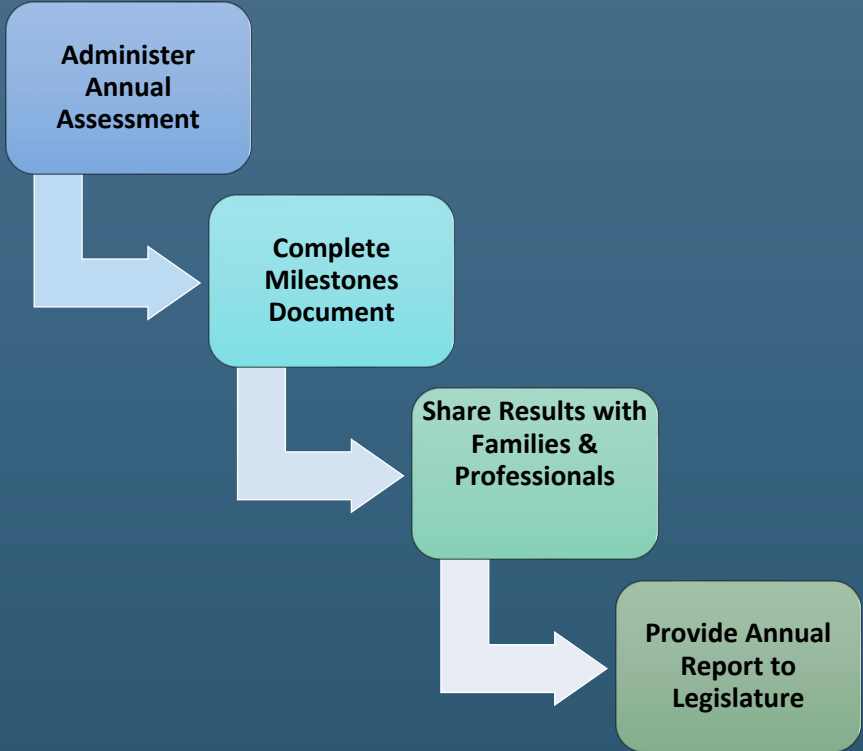 Administer
Annual
Assessment
Complete
Milestones
Document
Share Results with
Families &
Professionals
Provide Annual
Report to
Legislature